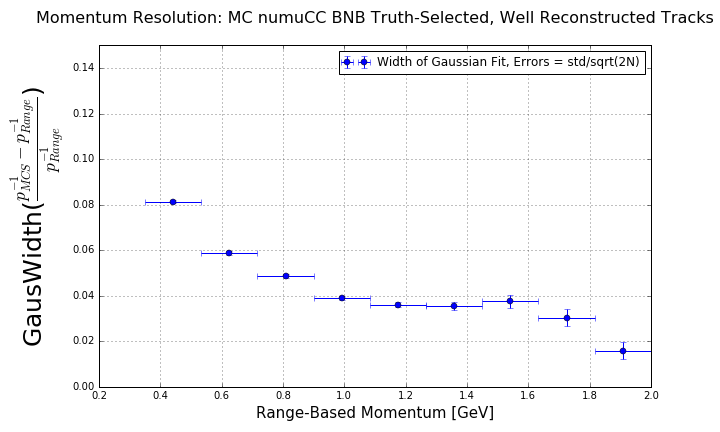 Momentum Resolution: MC numuCC BNB Truth-Selected, Well Reconstructed Tracks
Width of Gaussian Fit, Errors = std/sqrt(2N)
GausWidth(\frac{p_{MCS}^{-1} - p_{Range}^{-1}}{p_{Range}^{-1}})
0.14
0.12
0.10
0.08
0.06
0.04
0.02
0.00
0.2 0.4 0.6 0.8 1.0 1.2 1.4 1.6 1.8 2.0
Range-Based Momentum [GeV]